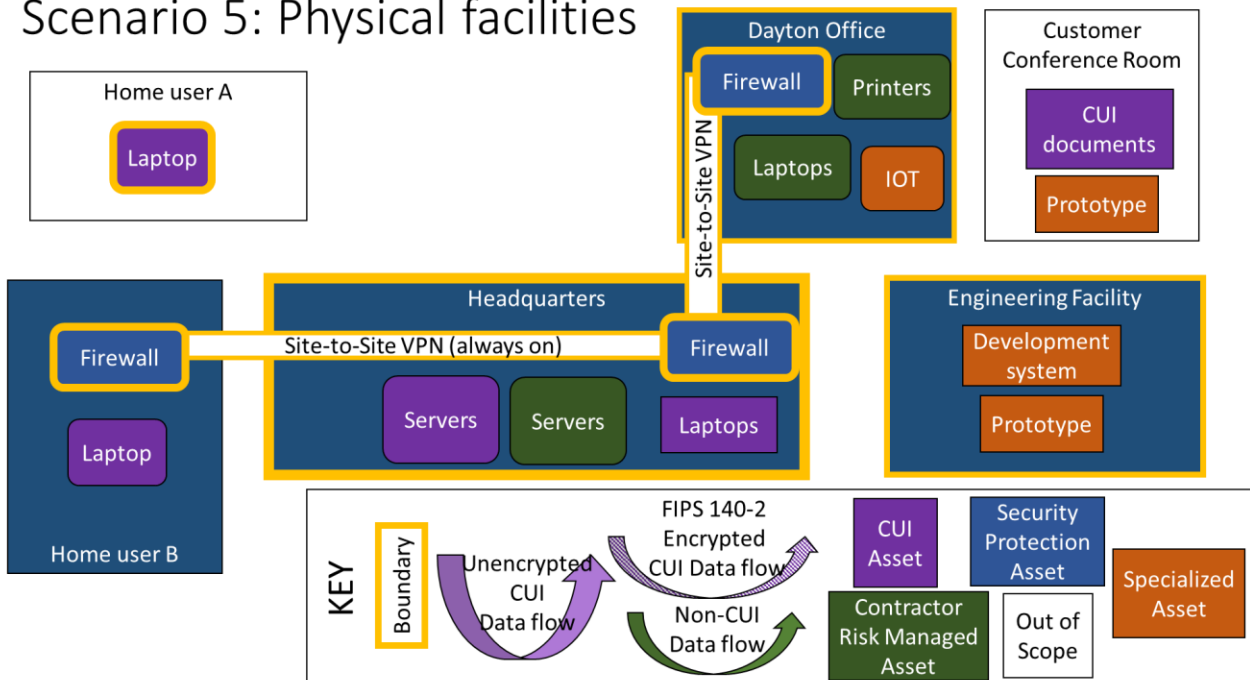 Scenario 5: Physical facilities
Home user A
Laptop
Dayton Office
Firewall
Printers
Laptops
IOT
Site-to-Site VPN
Customer
Conference Room
CUI
documents
Prototype
Firewall
Laptop
Home user B
Site-to-Site VPN (always on)
Headquarters
Firewall
Servers
Servers
Laptops
Engineering Facility
Development
system
Prototype
KEY
Boundary
Unencrypted
CUI
Data flow
FIPS 140-2
Encrypted
CUI Data flow
Non-CUI
Data flow
CUI
Asset
Security
Protection
Asset
Contractor
Risk Managed
Asset
Out of
Scope
Specialized
Asset